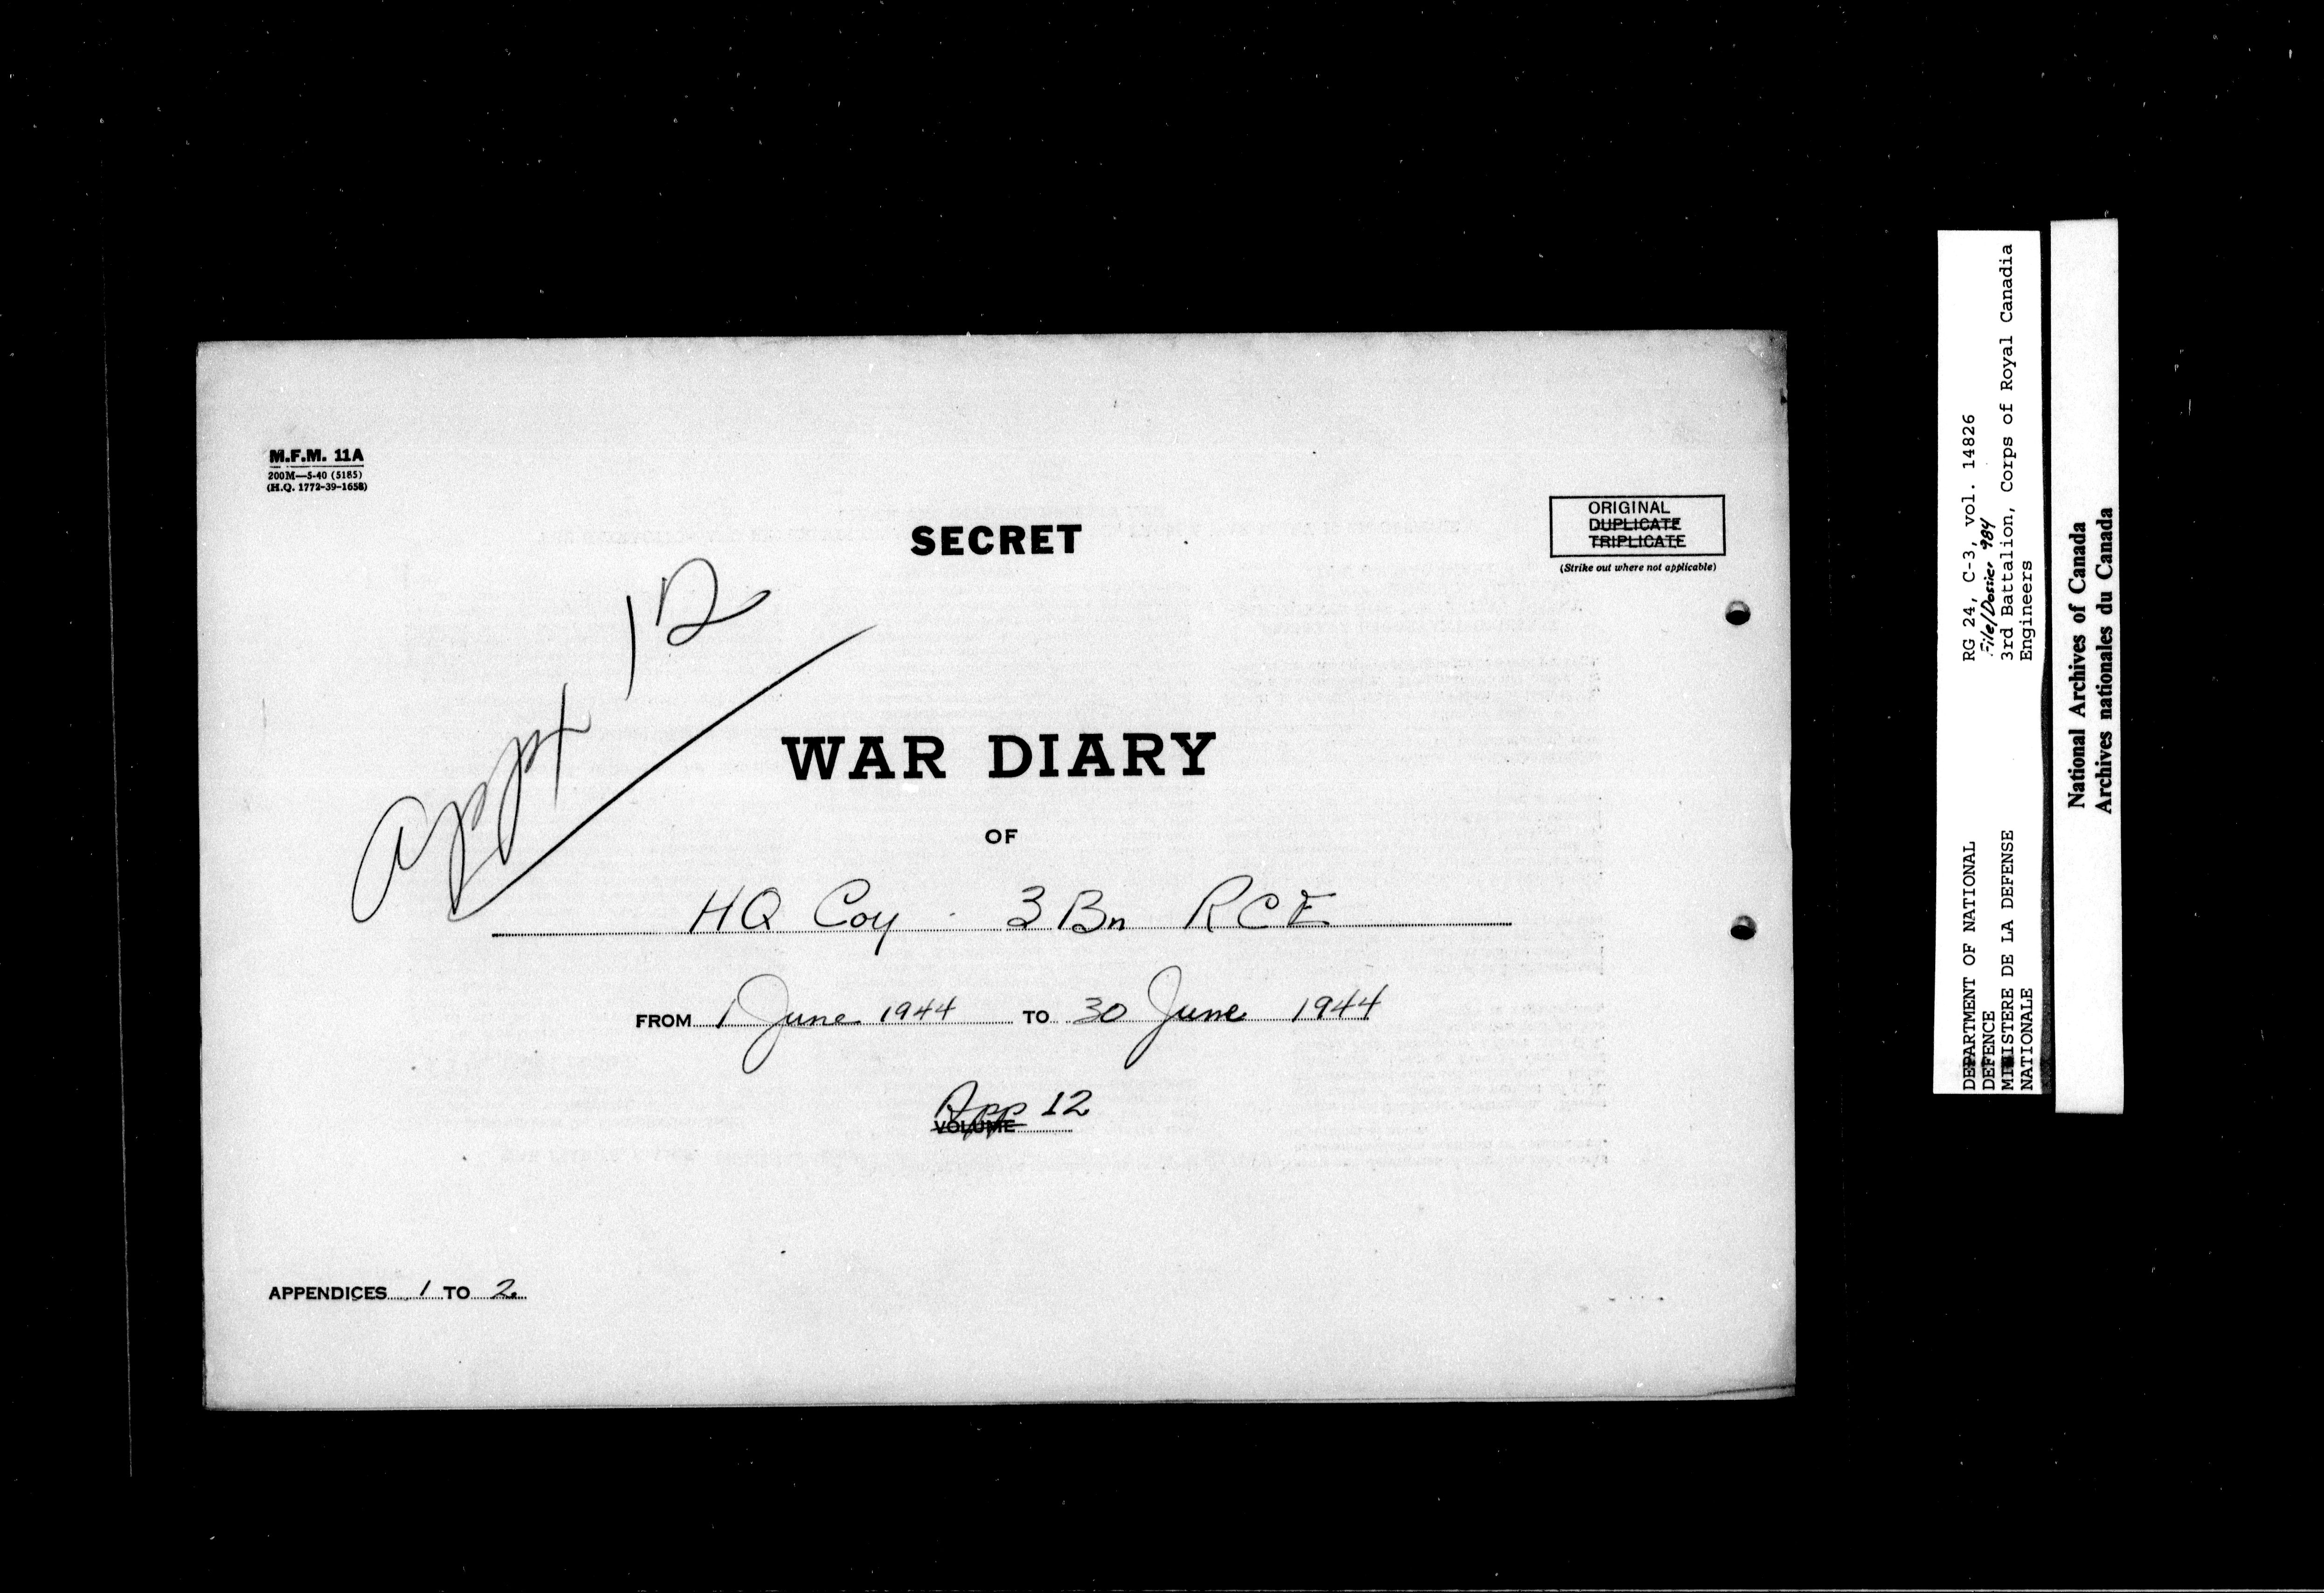 M.F.M. 11A
200M—5-40 (5185)
(H.Q. 1772-39-1658)
SECRET
ORIGINAL
DUPLICATE
TRIPLICATE
(Strike out where not applicable)
appx 12
WAR DIARY
OF
HQ Coy 3 Bn RCE
FROM 1 June 1944 TO 30 June 1944
App 12
VOLUME
APPENDICES 1 TO 2
DEPARTMENT OF NATIONAL
DEFENCE
MINISTERE DE LA DEFENSE
NATIONALE
RG 24, C-3, vol. 14826
File/Dossier 984
3rd Battalion, Corps of Royal Canadia
Engineers
National Archives of Canada
Archives nationales du Canada